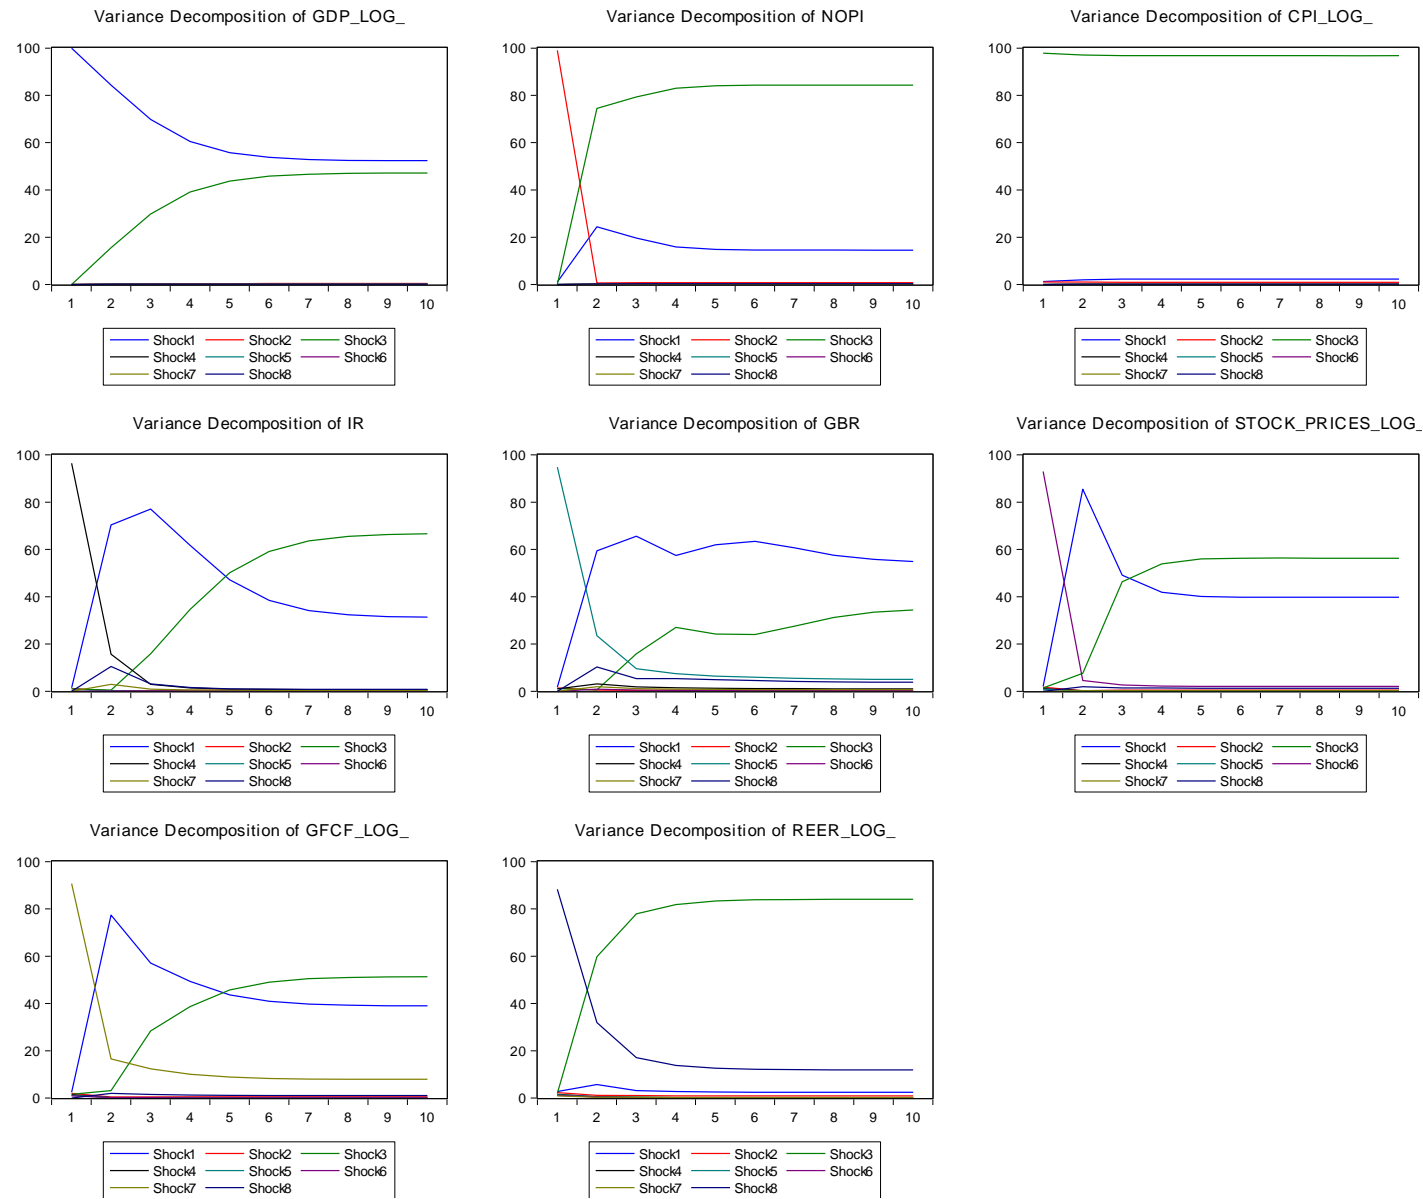 Variance Decomposition of GDP_LOG_
100
80
60
40
20
0
1 2 3 4 5 6 7 8 9 10
Shock1 Shock2 Shock3
Shock4 Shock5 Shock6
Shock7 Shock8
Variance Decomposition of NOPI
100
80
60
40
20
0
1 2 3 4 5 6 7 8 9 10
Shock1 Shock2 Shock3
Shock4 Shock5 Shock6
Shock7 Shock8
Variance Decomposition of CPI_LOG_
100
80
60
40
20
0
1 2 3 4 5 6 7 8 9 10
Shock1 Shock2 Shock3
Shock4 Shock5 Shock6
Shock7 Shock8
Variance Decomposition of IR
100
80
60
40
20
0
1 2 3 4 5 6 7 8 9 10
Shock1 Shock2 Shock3
Shock4 Shock5 Shock6
Shock7 Shock8
Variance Decomposition of GBR
100
80
60
40
20
0
1 2 3 4 5 6 7 8 9 10
Shock1 Shock2 Shock3
Shock4 Shock5 Shock6
Shock7 Shock8
Variance Decomposition of STOCK_PRICES_LOG_
100
80
60
40
20
0
1 2 3 4 5 6 7 8 9 10
Shock1 Shock2 Shock3
Shock4 Shock5 Shock6
Shock7 Shock8
Variance Decomposition of GFCF_LOG_
100
80
60
40
20
0
1 2 3 4 5 6 7 8 9 10
Shock1 Shock2 Shock3
Shock4 Shock5 Shock6
Shock7 Shock8
Variance Decomposition of REER_LOG_
100
80
60
40
20
0
1 2 3 4 5 6 7 8 9 10
Shock1 Shock2 Shock3
Shock4 Shock5 Shock6
Shock7 Shock8